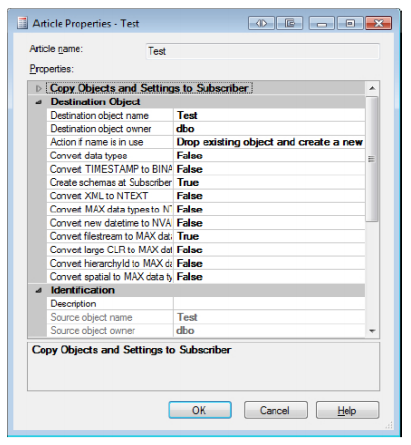 Article Properties - Test
Article name: Test
Properties:
Copy Objects and Settings to Subscriber
Destination Object
Destination object name Test
Destination object owner dbo
Action if name is in use Drop existing object and create a new
Convert data types False
Convert TIMESTAMP to BINA False
Create schemas at Subscriber True
Convert XML to NTEXT False
Convert MAX data types to NT False
Convert new datetime to NVA False
Convert filestream to MAX dat True
Convert large CLR to MAX dat False
Convert hierarchyId to MAX da False
Convert spatial to MAX data ty False
Identification
Description
Source object name Test
Source object owner dbo
Copy Objects and Settings to Subscriber
OK Cancel Help